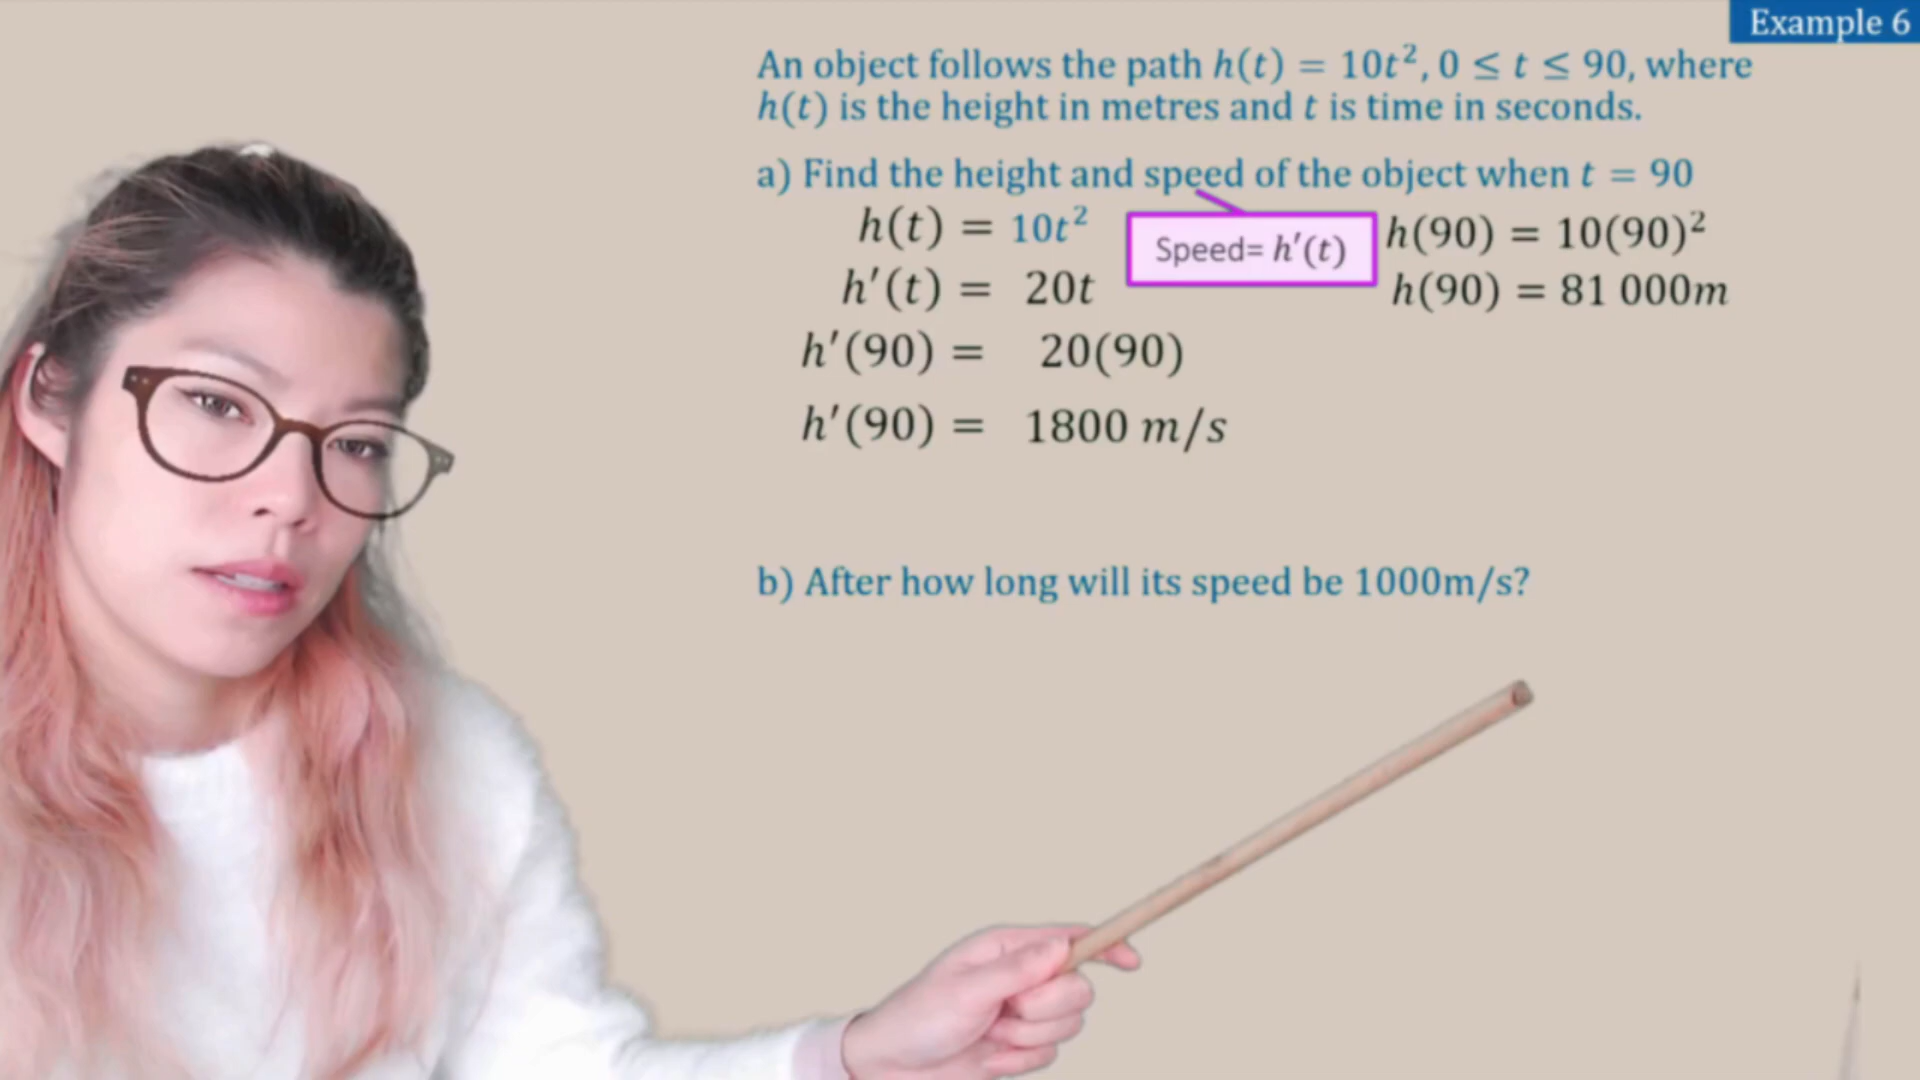 Example 6
An object follows the path h(t) = 10t², 0 ≤ t ≤ 90, where
h(t) is the height in metres and t is time in seconds.
a) Find the height and speed of the object when t = 90
h(t) = 10t²
Speed= h′(t)
h(90) = 10(90)²
h′(t) = 20t
h(90) = 81 000m
h′(90) = 20(90)
h′(90) = 1800 m/s
b) After how long will its speed be 1000m/s?